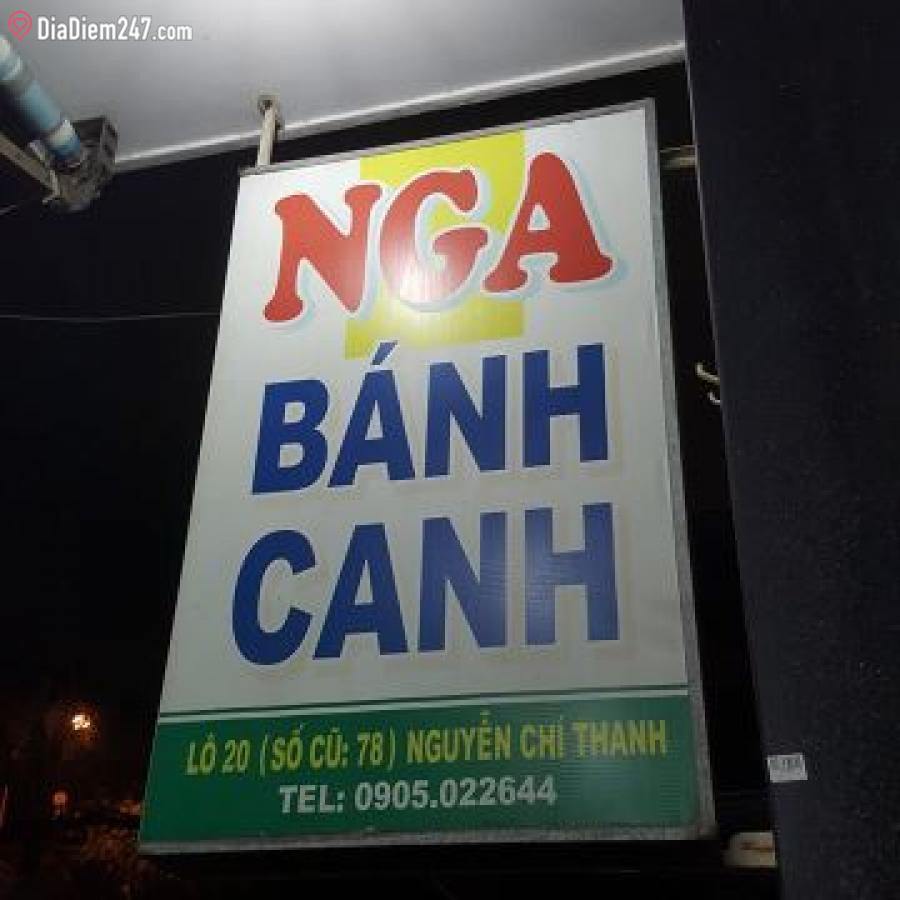 DiaDiem247.com
NGA
BÁNH
CANH
LÔ 20 (SỐ CŨ: 78) NGUYỄN CHÍ THANH
TEL: 0905.022644